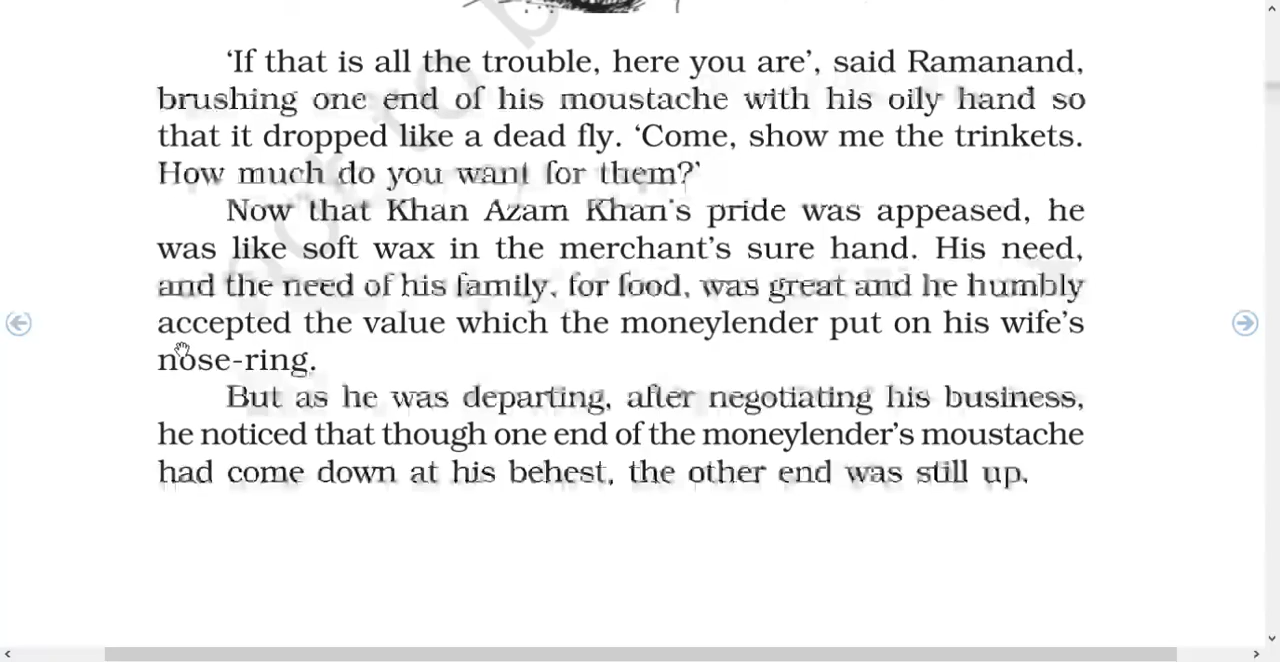 ‘If that is all the trouble, here you are’, said Ramanand,
brushing one end of his moustache with his oily hand so
that it dropped like a dead fly. ‘Come, show me the trinkets.
How much do you want for them?’
Now that Khan Azam Khan’s pride was appeased, he
was like soft wax in the merchant’s sure hand. His need,
and the need of his family, for food, was great and he humbly
accepted the value which the moneylender put on his wife’s
nose-ring.
But as he was departing, after negotiating his business,
he noticed that though one end of the moneylender’s moustache
had come down at his behest, the other end was still up.